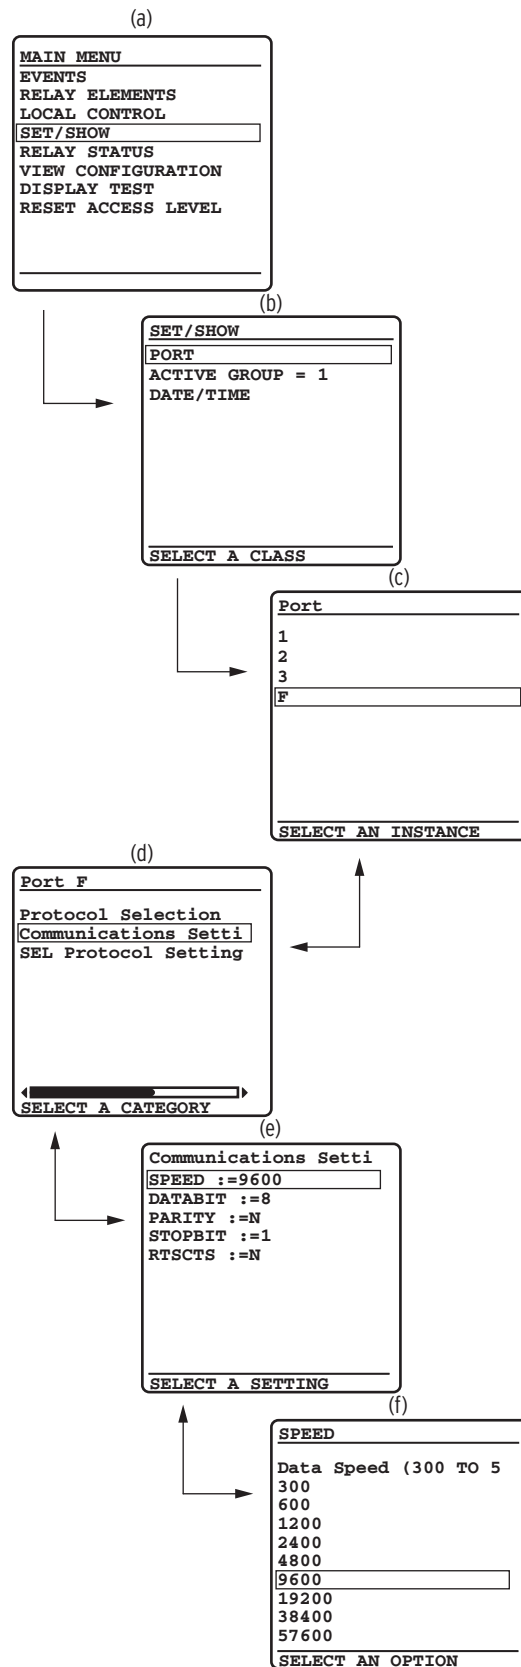 (a)
MAIN MENU
EVENTS
RELAY ELEMENTS
LOCAL CONTROL
SET/SHOW
RELAY STATUS
VIEW CONFIGURATION
DISPLAY TEST
RESET ACCESS LEVEL
(b)
SET/SHOW
PORT
ACTIVE GROUP = 1
DATE/TIME
SELECT A CLASS
(c)
Port
1
2
3
F
SELECT AN INSTANCE
(d)
Port F
Protocol Selection
Communications Setti
SEL Protocol Setting
SELECT A CATEGORY
(e)
Communications Setti
SPEED :=9600
DATABIT :=8
PARITY :=N
STOPBIT :=1
RTSCTS :=N
SELECT A SETTING
(f)
SPEED
Data Speed (300 TO 5
300
600
1200
2400
4800
9600
19200
38400
57600
SELECT AN OPTION